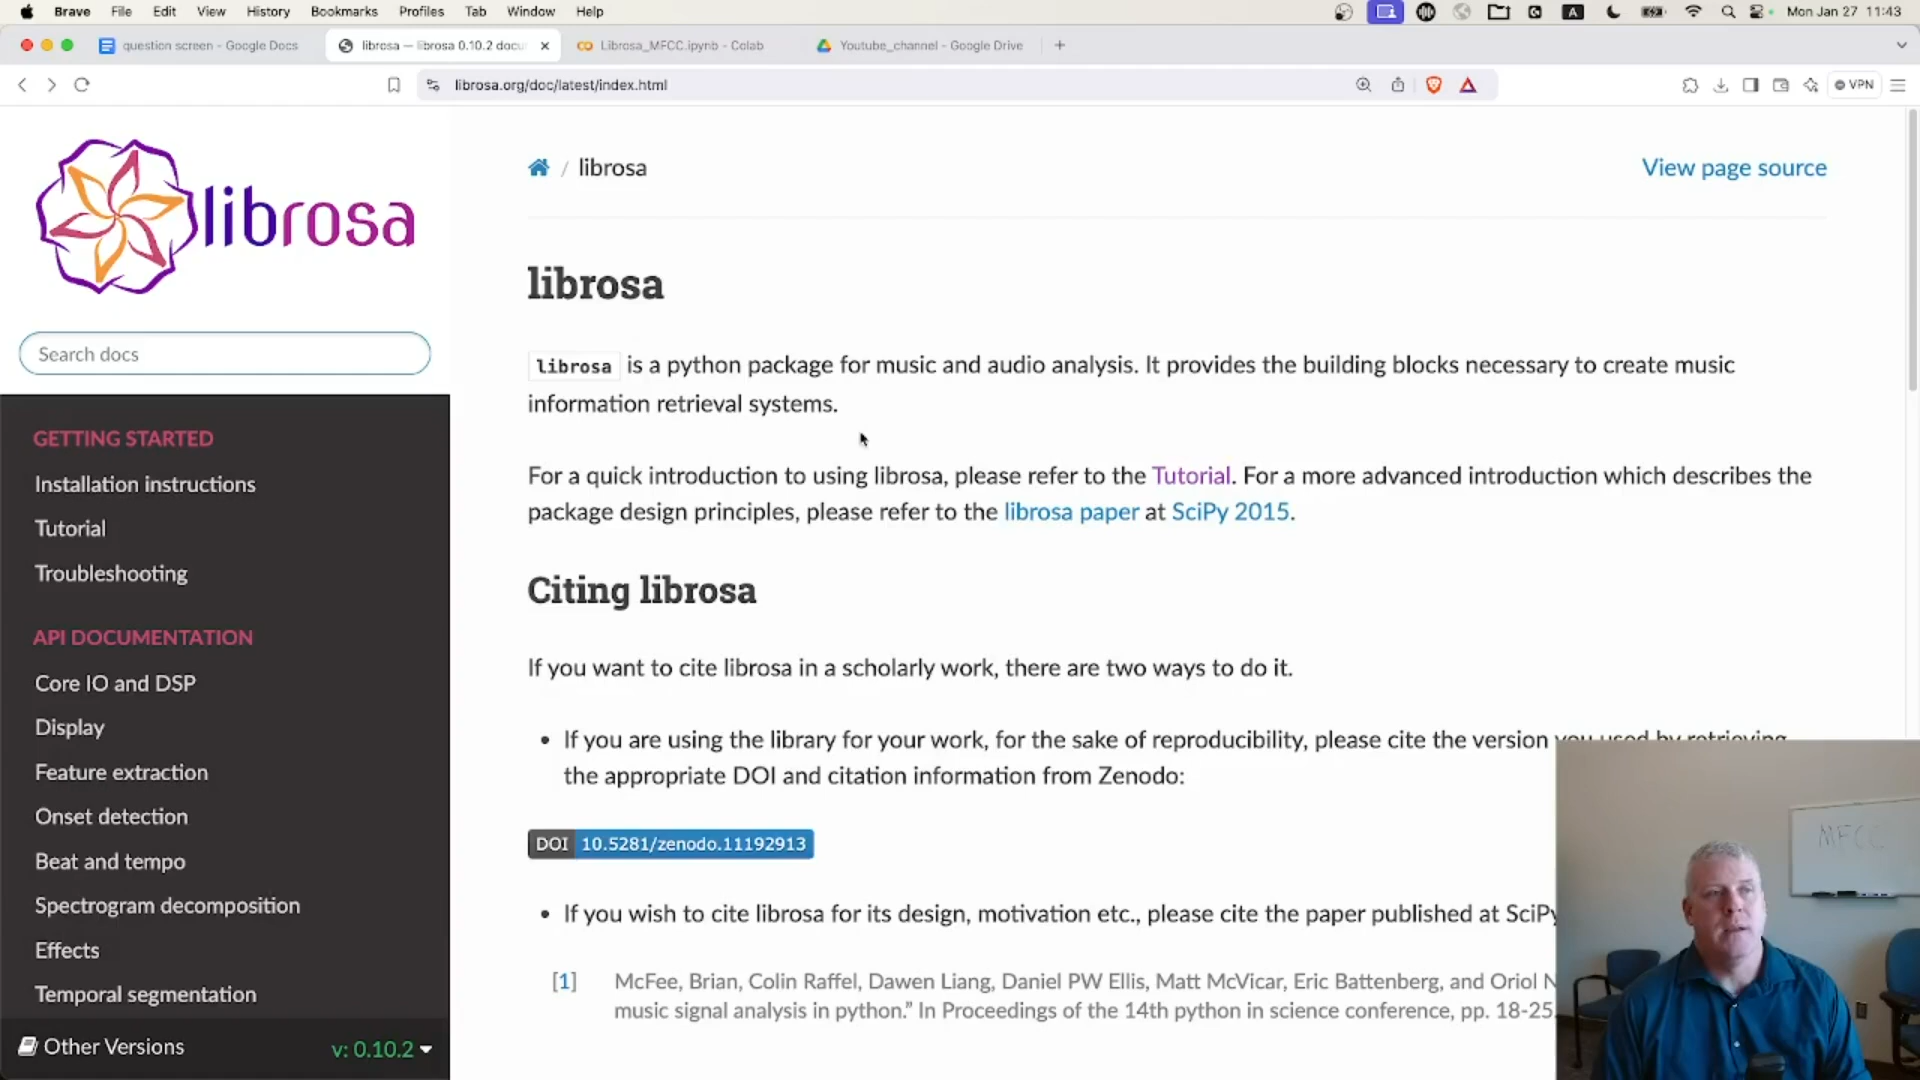 Brave File Edit View History Bookmarks Profiles Tab Window Help
A
Mon Jan 27 11:43
question screen - Google Docs
librosa — librosa 0.10.2 docu
Librosa_MFCC.ipynb - Colab
Youtube_channel - Google Drive
librosa.org/doc/latest/index.html
VPN
librosa
Search docs
GETTING STARTED
Installation instructions
Tutorial
Troubleshooting
API DOCUMENTATION
Core IO and DSP
Display
Feature extraction
Onset detection
Beat and tempo
Spectrogram decomposition
Effects
Temporal segmentation
Other Versions
v: 0.10.2
/ librosa
View page source
librosa
librosa is a python package for music and audio analysis. It provides the building blocks necessary to create music
information retrieval systems.
For a quick introduction to using librosa, please refer to the Tutorial. For a more advanced introduction which describes the
package design principles, please refer to the librosa paper at SciPy 2015.
Citing librosa
If you want to cite librosa in a scholarly work, there are two ways to do it.
• If you are using the library for your work, for the sake of reproducibility, please cite the version you used by retrieving
the appropriate DOI and citation information from Zenodo:
DOI 10.5281/zenodo.11192913
• If you wish to cite librosa for its design, motivation etc., please cite the paper published at SciPy
[1] McFee, Brian, Colin Raffel, Dawen Liang, Daniel PW Ellis, Matt McVicar, Eric Battenberg, and Oriol N
music signal analysis in python.” In Proceedings of the 14th python in science conference, pp. 18-25.
MFCC